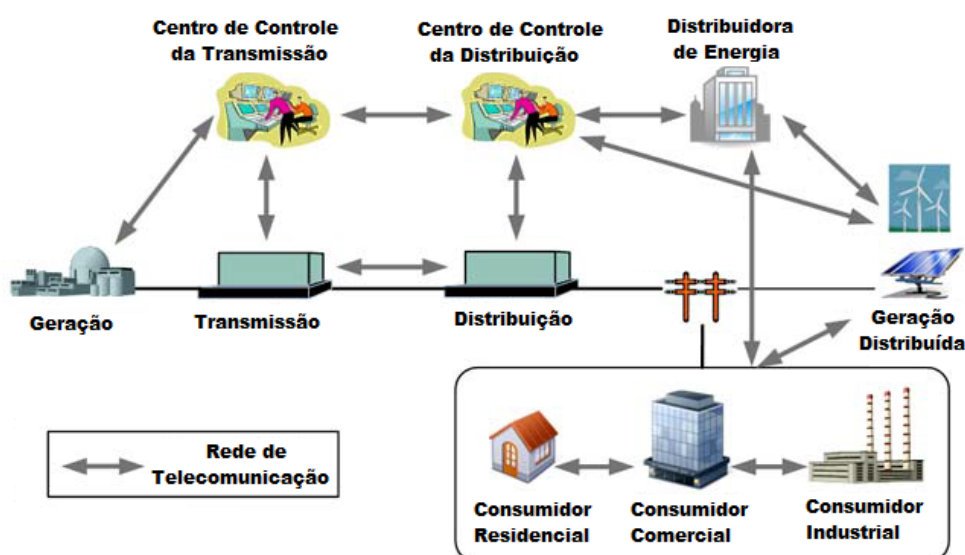 Centro de Controle
da Transmissão
Centro de Controle
da Distribuição
Distribuidora
de Energia
Geração
Transmissão
Distribuição
Geração
Distribuída
Rede de
Telecomunicação
Consumidor
Residencial
Consumidor
Comercial
Consumidor
Industrial